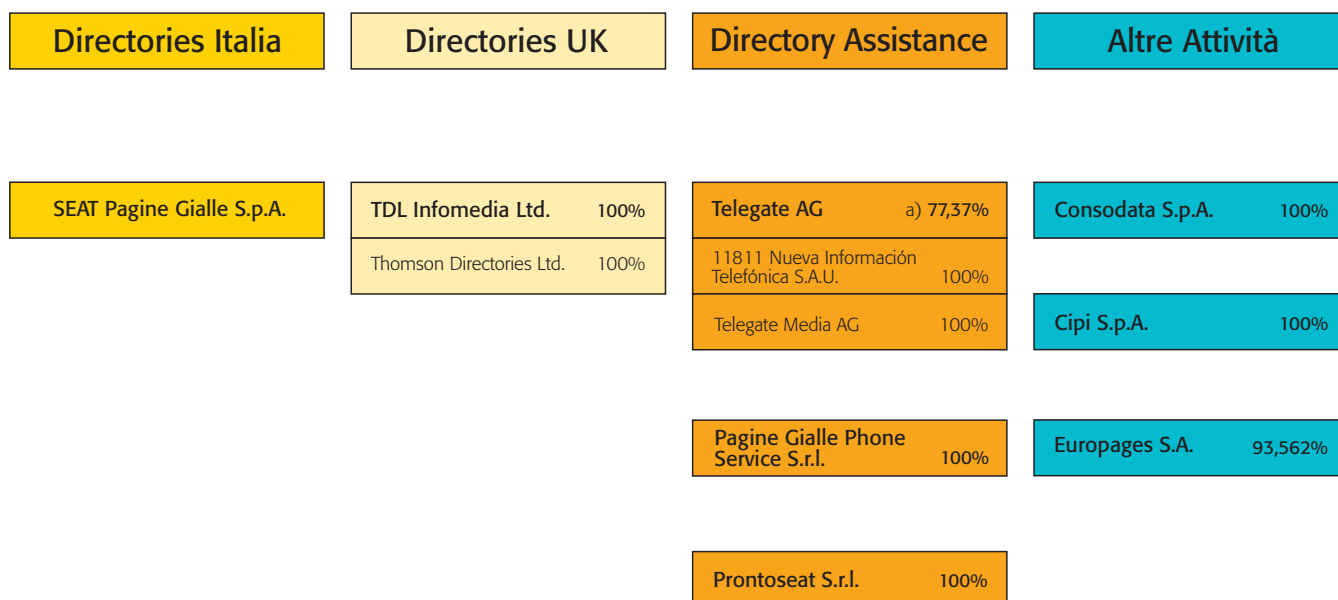 Directories Italia
Directories UK
Directory Assistance
Altre Attività
SEAT Pagine Gialle S.p.A.
TDL Infomedia Ltd. 100%
Thomson Directories Ltd. 100%
Telegate AG a) 77,37%
11811 Nueva Información
Telefónica S.A.U. 100%
Telegate Media AG 100%
Pagine Gialle Phone
Service S.r.l. 100%
Prontoseat S.r.l. 100%
Consodata S.p.A. 100%
Cipi S.p.A. 100%
Europages S.A. 93,562%